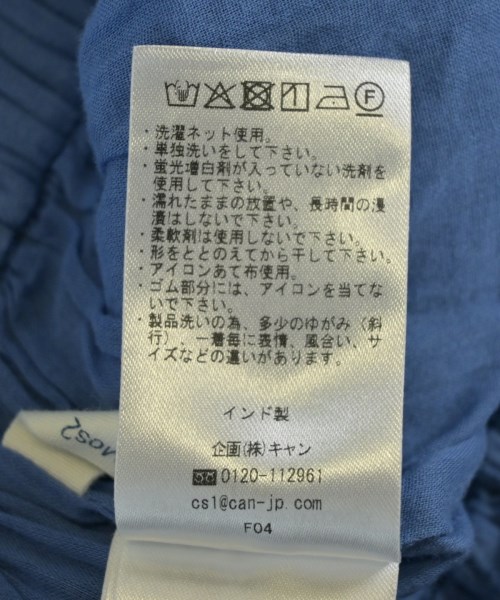 F
・洗濯ネット使用。
・単独洗いをして下さい。
・蛍光増白剤が入っていない洗剤を
使用して下さい。
・濡れたままの放置や、長時間の浸
漬はしないで下さい。
・柔軟剤は使用しないで下さい。
・形をととのえてから干して下さい。
・アイロンあて布使用。
・ゴム部分には、アイロンを当てな
いで下さい。
・製品洗いの為、多少のゆがみ（斜
行）、一着毎に表情、風合い、サ
イズなどの違いがあります。
インド製
企画(株)キャン
0120-112961
cs1@can-jp.com
F04